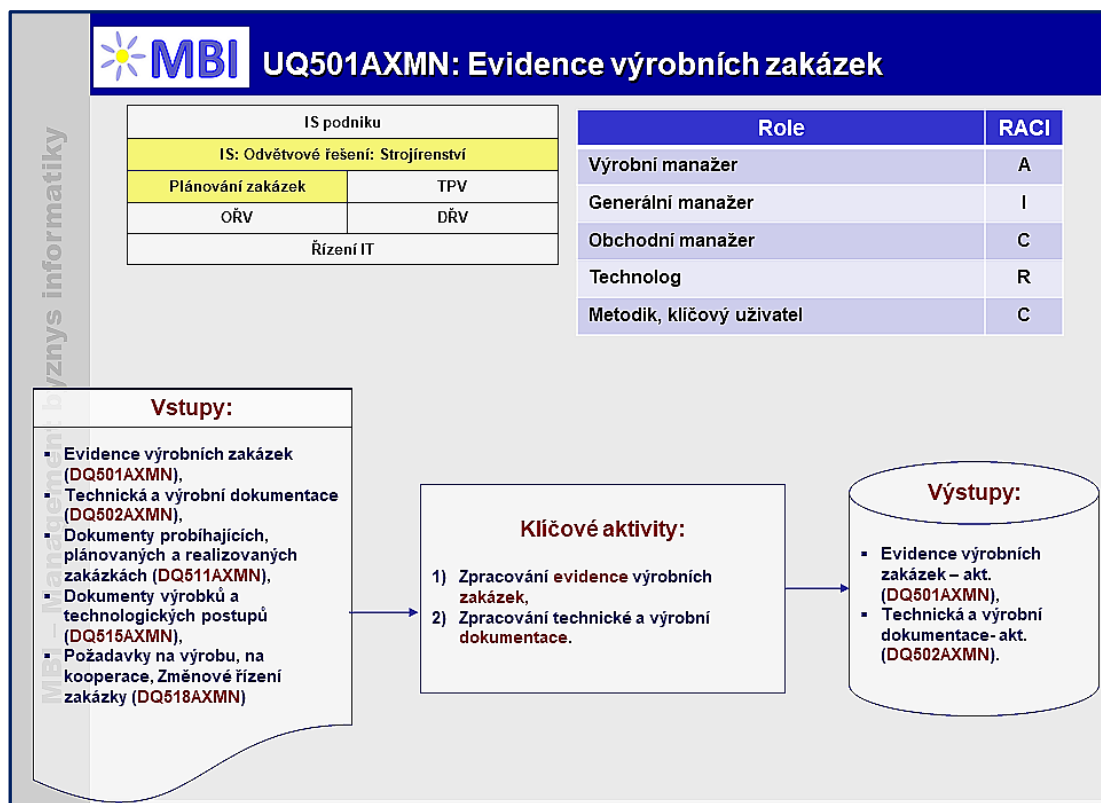 MBI
UQ501AXMN: Evidence výrobních zakázek
MBI – Management byznys informatiky
IS podniku
IS: Odvětvové řešení: Strojírenství
Plánování zakázek TPV
OŘV DŘV
Řízení IT
Role RACI
Výrobní manažer A
Generální manažer I
Obchodní manažer C
Technolog R
Metodik, klíčový uživatel C
Vstupy:
▪ Evidence výrobních zakázek
(DQ501AXMN),
▪ Technická a výrobní dokumentace
(DQ502AXMN),
▪ Dokumenty probíhajících,
plánovaných a realizovaných
zakázkách (DQ511AXMN),
▪ Dokumenty výrobků a
technologických postupů
(DQ515AXMN),
▪ Požadavky na výrobu, na
kooperace, Změnové řízení
zakázky (DQ518AXMN)
Klíčové aktivity:
1) Zpracování evidence výrobních
zakázek,
2) Zpracování technické a výrobní
dokumentace.
Výstupy:
▪ Evidence výrobních
zakázek – akt.
(DQ501AXMN),
▪ Technická a výrobní
dokumentace- akt.
(DQ502AXMN).